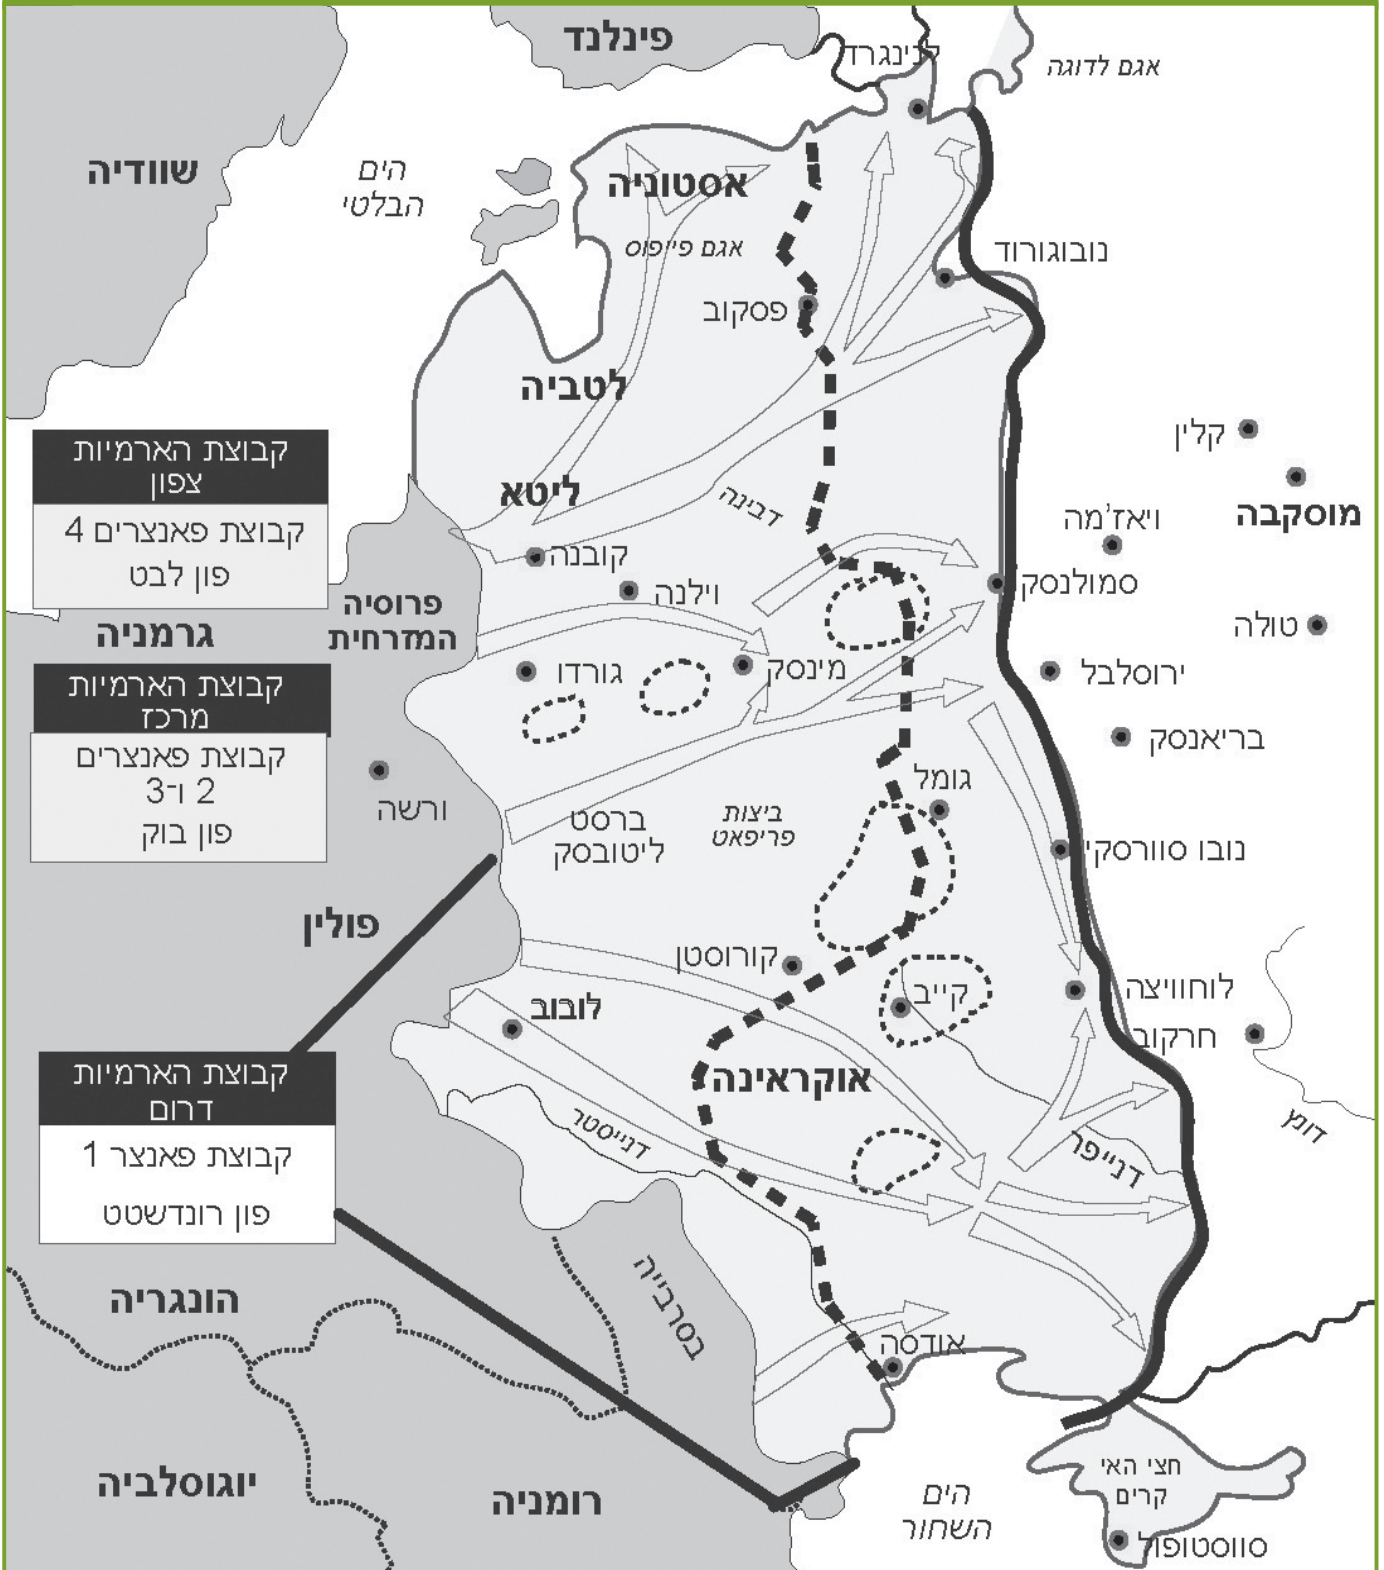 פינלנד
לנינגרד
אגם לדוגה
שוודיה
הים
הבלטי
אסטוניה
אגם פייפוס
נובוגורוד
פסקוב
לטביה
קלין
מוסקבה
קבוצת הארמיות
צפון
קבוצת פאנצרים 4
פון לבט
ליטא
דבינה
ויאז'מה
קובנה
וילנה
סמולנסק
פרוסיה
המזרחית
גרמניה
טולה
גורדו
מינסק
ירוסלבל
קבוצת הארמיות
מרכז
קבוצת פאנצרים
2 ו-3
פון בוק
בריאנסק
ורשה
גומל
ברסט
ליטובסק
ביצות
פריפאט
נובו סוורסקי
פולין
קורוסטן
קייב
לוחוויצה
לובוב
חרקוב
קבוצת הארמיות
דרום
קבוצת פאנצר 1
פון רונדשטט
אוקראינה
דנייסטר
דנייפר
דונץ
הונגריה
בסרבייה
אודסה
יוגוסלביה
רומניה
הים
השחור
חצי האי
קרים
סווסטופול